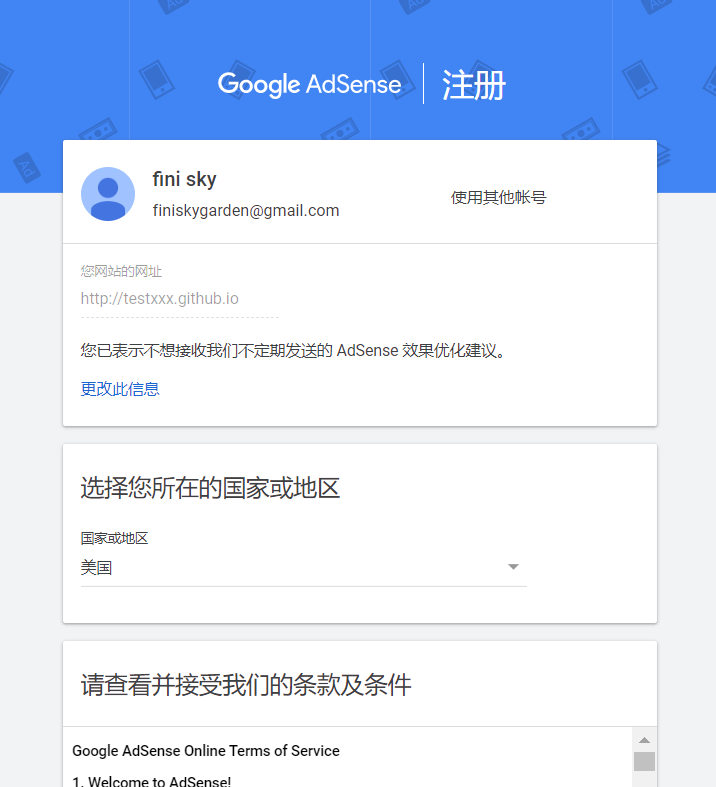 Google AdSense 注册
fini sky
finiskygarden@gmail.com
使用其他帐号
您网站的网址
http://testxxx.github.io
您已表示不想接收我们不定期发送的 AdSense 效果优化建议。
更改此信息
选择您所在的国家或地区
国家或地区
美国
请查看并接受我们的条款及条件
Google AdSense Online Terms of Service
1. Welcome to AdSense!